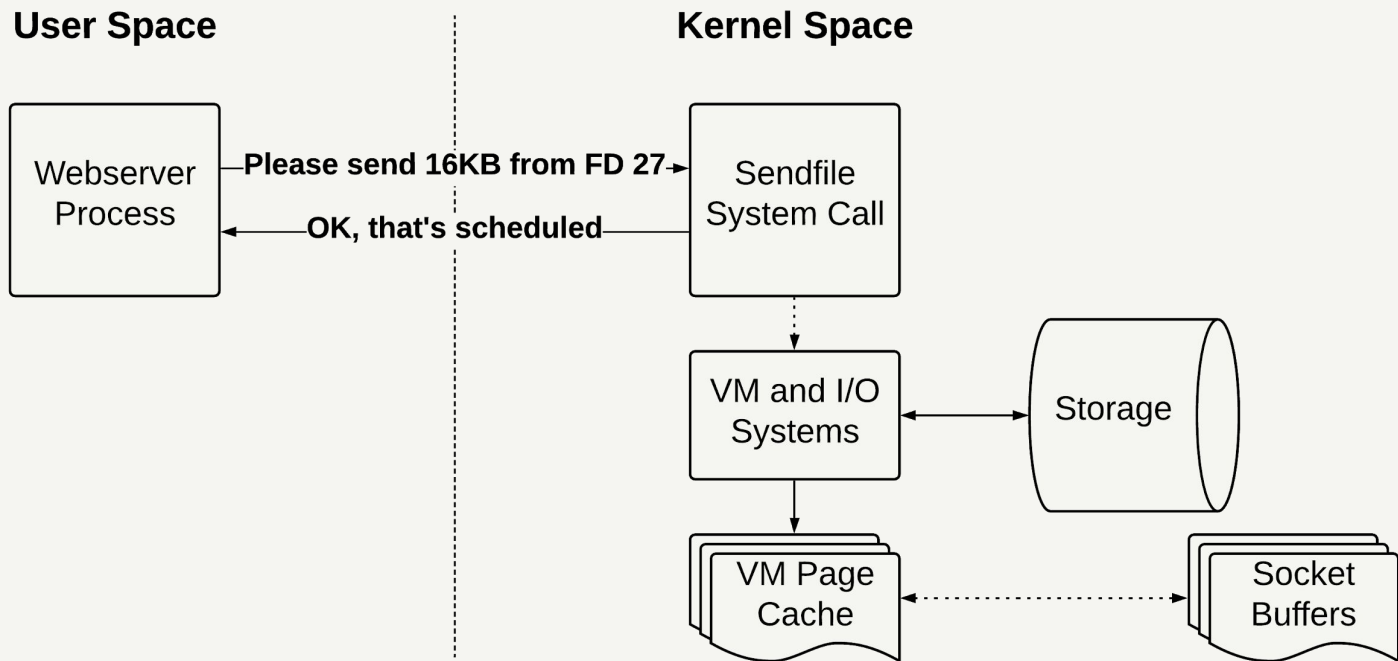 User Space
Kernel Space
Webserver
Process
Please send 16KB from FD 27
OK, that's scheduled
Sendfile
System Call
VM and I/O
Systems
Storage
VM Page
Cache
Socket
Buffers